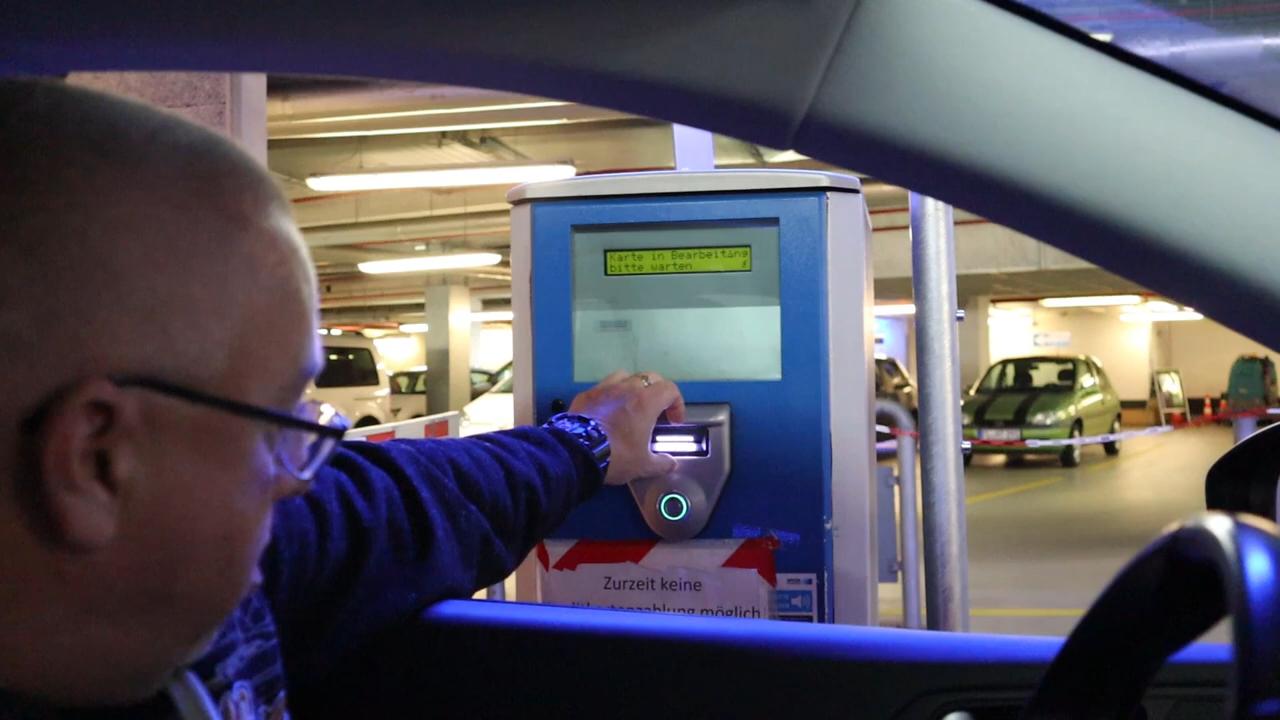 Karte in Bearbeitung
bitte warten
Zurzeit keine
möglich